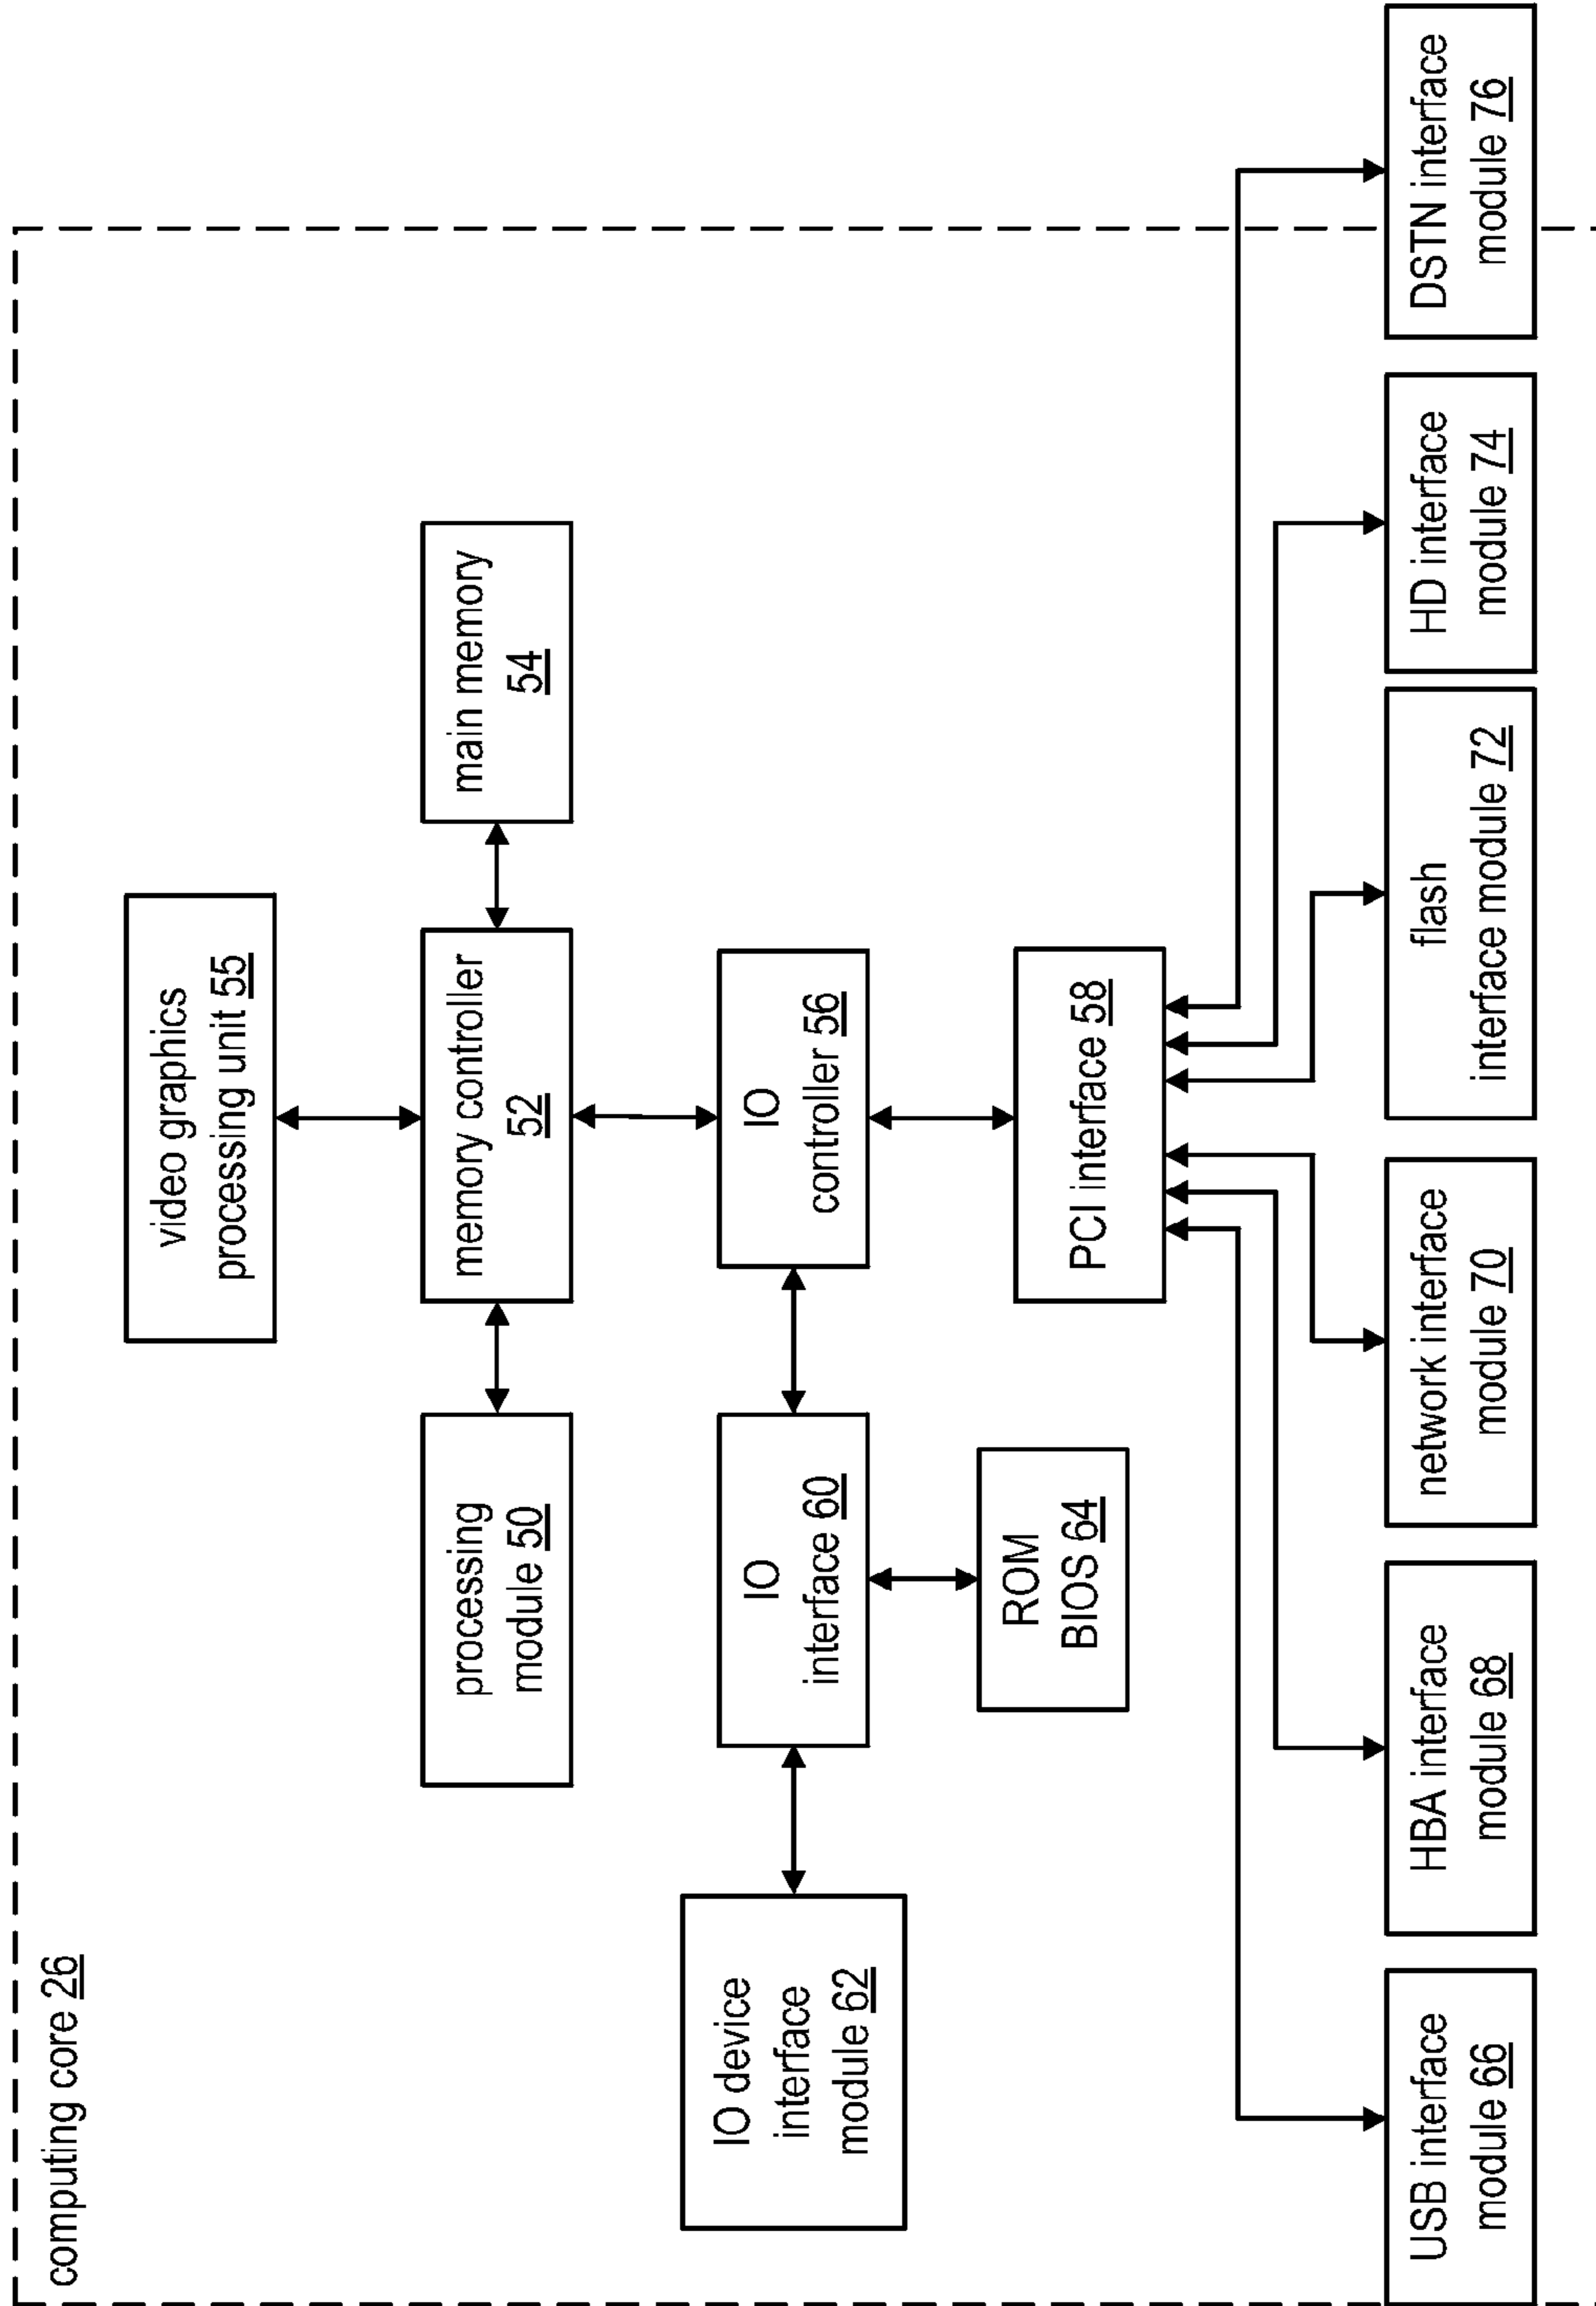 computing core 26
video graphics
processing unit 55
processing
module 50
memory controller
52
main memory
54
IO device
interface
module 62
IO
interface 60
IO
controller 56
ROM
BIOS 64
PCI interface 58
USB interface
module 66
HBA interface
module 68
network interface
module 70
flash
interface module 72
HD interface
module 74
DSTN interface
module 76